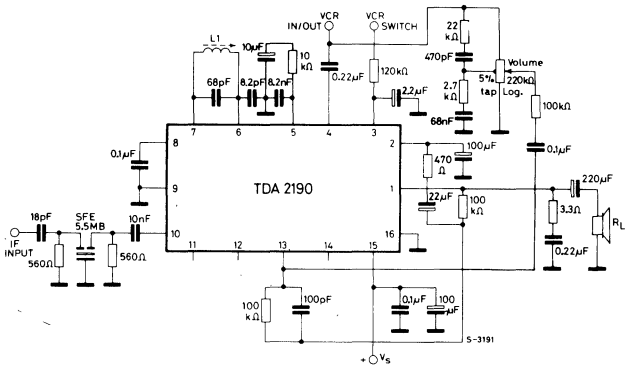 VCR IN/OUT
VCR SWITCH
L1
10μF
10 kΩ
22 kΩ
470pF
Volume
5% tap
220kΩ Log.
0.22μF
120kΩ
68pF
8.2pF
8.2nF
2.7 kΩ
2,2μF
68nF
100kΩ
7
6
5
4
3
0.1μF
8
9
2
470 Ω
100μF
0.1μF
TDA 2190
1
22μF
100 kΩ
220μF
18pF
SFE 5.5MB
10nF
10
16
3.3Ω
RL
IF INPUT
560Ω
560Ω
11
12
13
14
15
0.22μF
100 kΩ
100pF
0.1μF
100 μF
S-3191
+ Vs